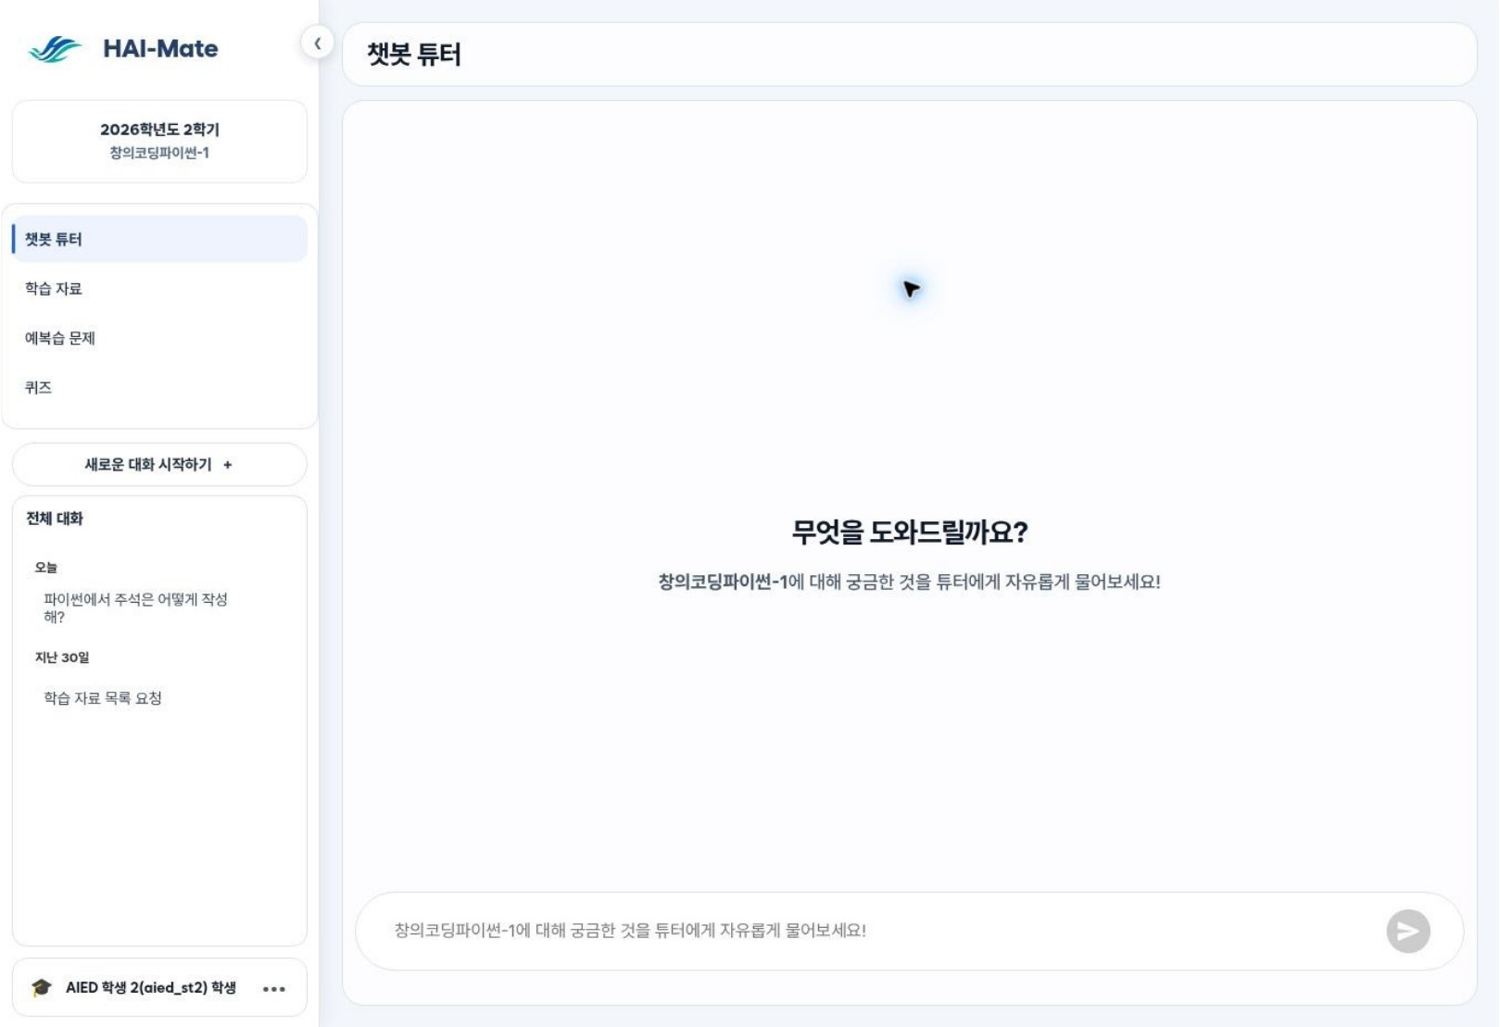 HAI-Mate
2026학년도 2학기
창의코딩파이썬-1
챗봇 튜터
학습 자료
예복습 문제
퀴즈
새로운 대화 시작하기 +
전체 대화
오늘
파이썬에서 주석은 어떻게 작성
해?
지난 30일
학습 자료 목록 요청
AIED 학생 2(aied_st2) 학생
챗봇 튜터
무엇을 도와드릴까요?
창의코딩파이썬-1에 대해 궁금한 것을 튜터에게 자유롭게 물어보세요!
창의코딩파이썬-1에 대해 궁금한 것을 튜터에게 자유롭게 물어보세요!